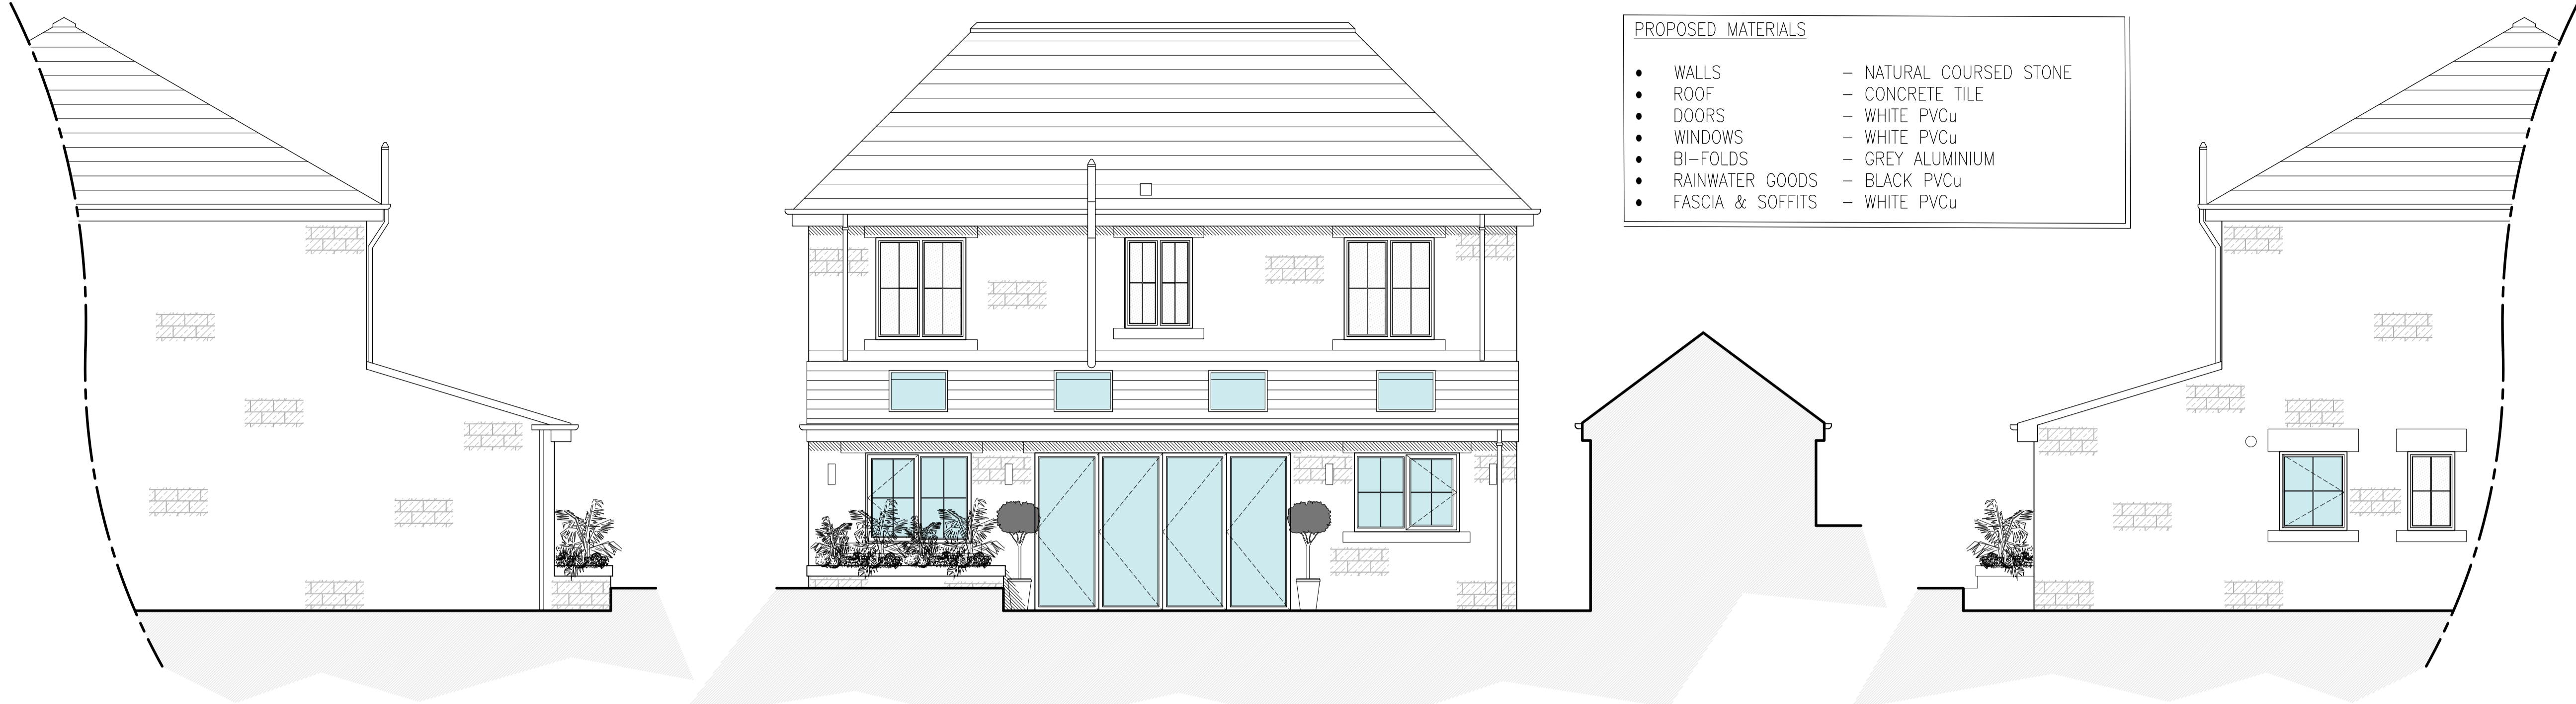 PROPOSED MATERIALS
• WALLS – NATURAL COURSED STONE
• ROOF – CONCRETE TILE
• DOORS – WHITE PVCu
• WINDOWS – WHITE PVCu
• BI–FOLDS – GREY ALUMINIUM
• RAINWATER GOODS – BLACK PVCu
• FASCIA & SOFFITS – WHITE PVCu